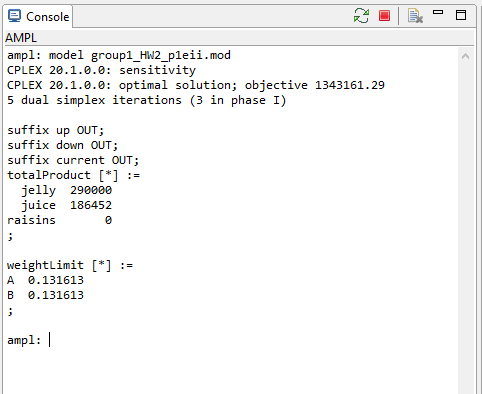 Console
AMPL
ampl: model group1_HW2_p1eii.mod
CPLEX 20.1.0.0: sensitivity
CPLEX 20.1.0.0: optimal solution; objective 1343161.29
5 dual simplex iterations (3 in phase I)
suffix up OUT;
suffix down OUT;
suffix current OUT;
totalProduct [*] :=
jelly 290000
juice 186452
raisins 0
;
weightLimit [*] :=
A 0.131613
B 0.131613
;
ampl: